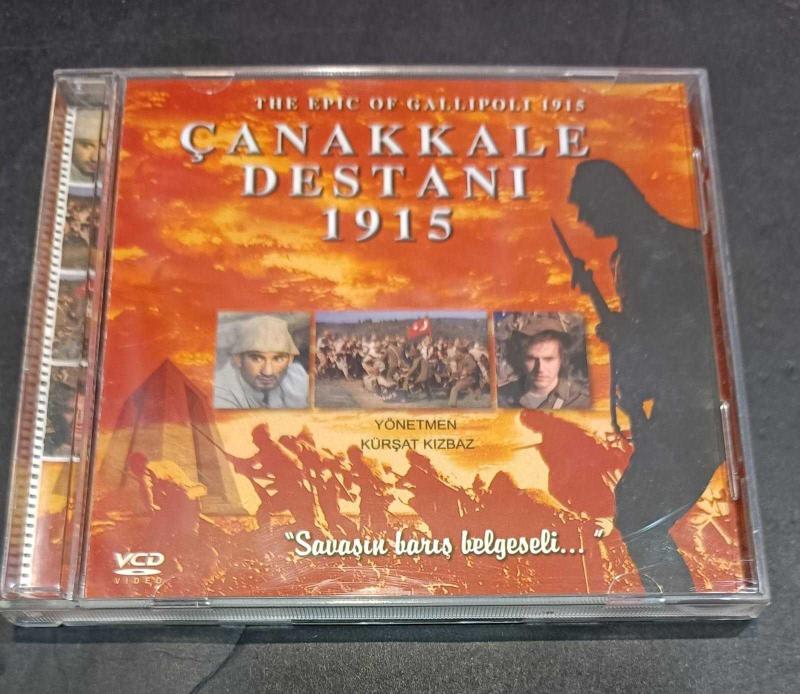 THE EPIC OF GALLIPOLI 1915
ÇANAKKALE
DESTANI
1915
YÖNETMEN
KÜRŞAT KIZBAZ
"Savaşın barış belgeseli... "
VCD
VIDEO